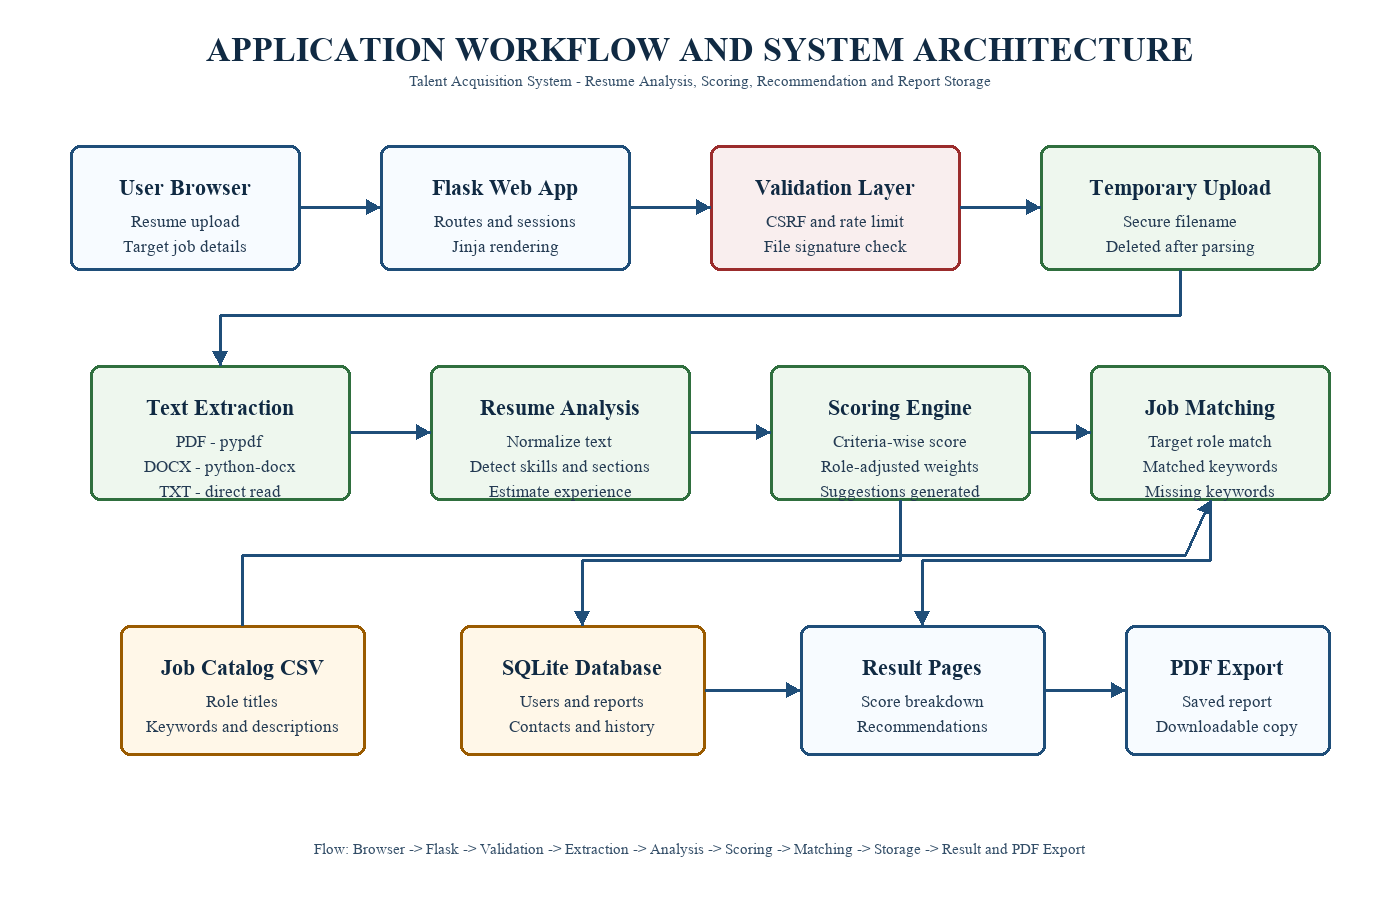 APPLICATION WORKFLOW AND SYSTEM ARCHITECTURE
Talent Acquisition System - Resume Analysis, Scoring, Recommendation and Report Storage
User Browser
Resume upload
Target job details
Flask Web App
Routes and sessions
Jinja rendering
Validation Layer
CSRF and rate limit
File signature check
Temporary Upload
Secure filename
Deleted after parsing
Text Extraction
PDF - pypdf
DOCX - python-docx
TXT - direct read
Resume Analysis
Normalize text
Detect skills and sections
Estimate experience
Scoring Engine
Criteria-wise score
Role-adjusted weights
Suggestions generated
Job Matching
Target role match
Matched keywords
Missing keywords
Job Catalog CSV
Role titles
Keywords and descriptions
SQLite Database
Users and reports
Contacts and history
Result Pages
Score breakdown
Recommendations
PDF Export
Saved report
Downloadable copy
Flow: Browser -> Flask -> Validation -> Extraction -> Analysis -> Scoring -> Matching -> Storage -> Result and PDF Export